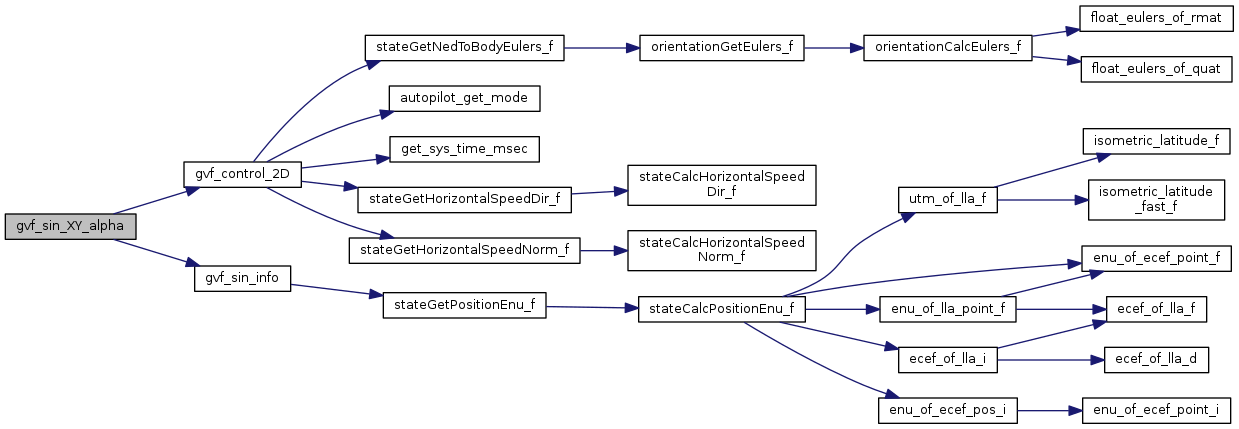 float_eulers_of_rmat
stateGetNedToBodyEulers_f
orientationGetEulers_f
orientationCalcEulers_f
float_eulers_of_quat
autopilot_get_mode
isometric_latitude_f
get_sys_time_msec
gvf_control_2D
stateCalcHorizontalSpeed
Dir_f
stateGetHorizontalSpeedDir_f
utm_of_lla_f
isometric_latitude
_fast_f
gvf_sin_XY_alpha
stateGetHorizontalSpeedNorm_f
stateCalcHorizontalSpeed
Norm_f
enu_of_ecef_point_f
gvf_sin_info
stateGetPositionEnu_f
stateCalcPositionEnu_f
enu_of_lla_point_f
ecef_of_lla_f
ecef_of_lla_i
ecef_of_lla_d
enu_of_ecef_pos_i
enu_of_ecef_point_i